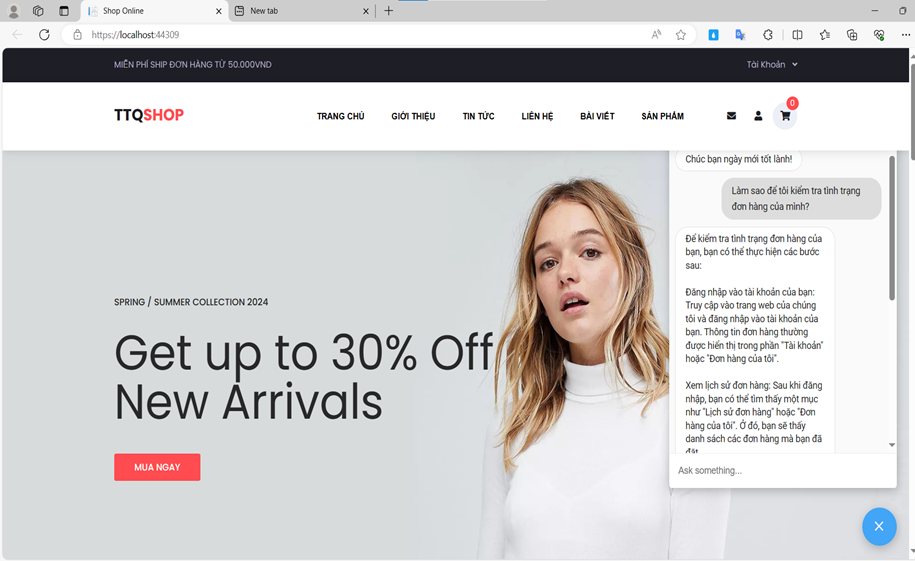 Shop Online
New tab
https://localhost:44309
MIỄN PHÍ SHIP ĐƠN HÀNG TỪ 50.000VND
Tài Khoản
TTQSHOP
TRANG CHỦ
GIỚI THIỆU
TIN TỨC
LIÊN HỆ
BÀI VIẾT
SẢN PHẨM
0
SPRING / SUMMER COLLECTION 2024
Get up to 30% Off
New Arrivals
MUA NGAY
Chúc bạn ngày mới tốt lành!
Làm sao để tôi kiểm tra tình trạng
đơn hàng của mình?
Để kiểm tra tình trạng đơn hàng của
bạn, bạn có thể thực hiện các bước
sau:
Đăng nhập vào tài khoản của bạn:
Truy cập vào trang web của chúng
tôi và đăng nhập vào tài khoản của
bạn. Thông tin đơn hàng thường
được hiển thị trong phần "Tài khoản"
hoặc "Đơn hàng của tôi".
Xem lịch sử đơn hàng: Sau khi đăng
nhập, bạn có thể tìm thấy một mục
như "Lịch sử đơn hàng" hoặc "Đơn
hàng của tôi". Ở đó, bạn sẽ thấy
danh sách các đơn hàng mà bạn đã
đặt
Ask something...